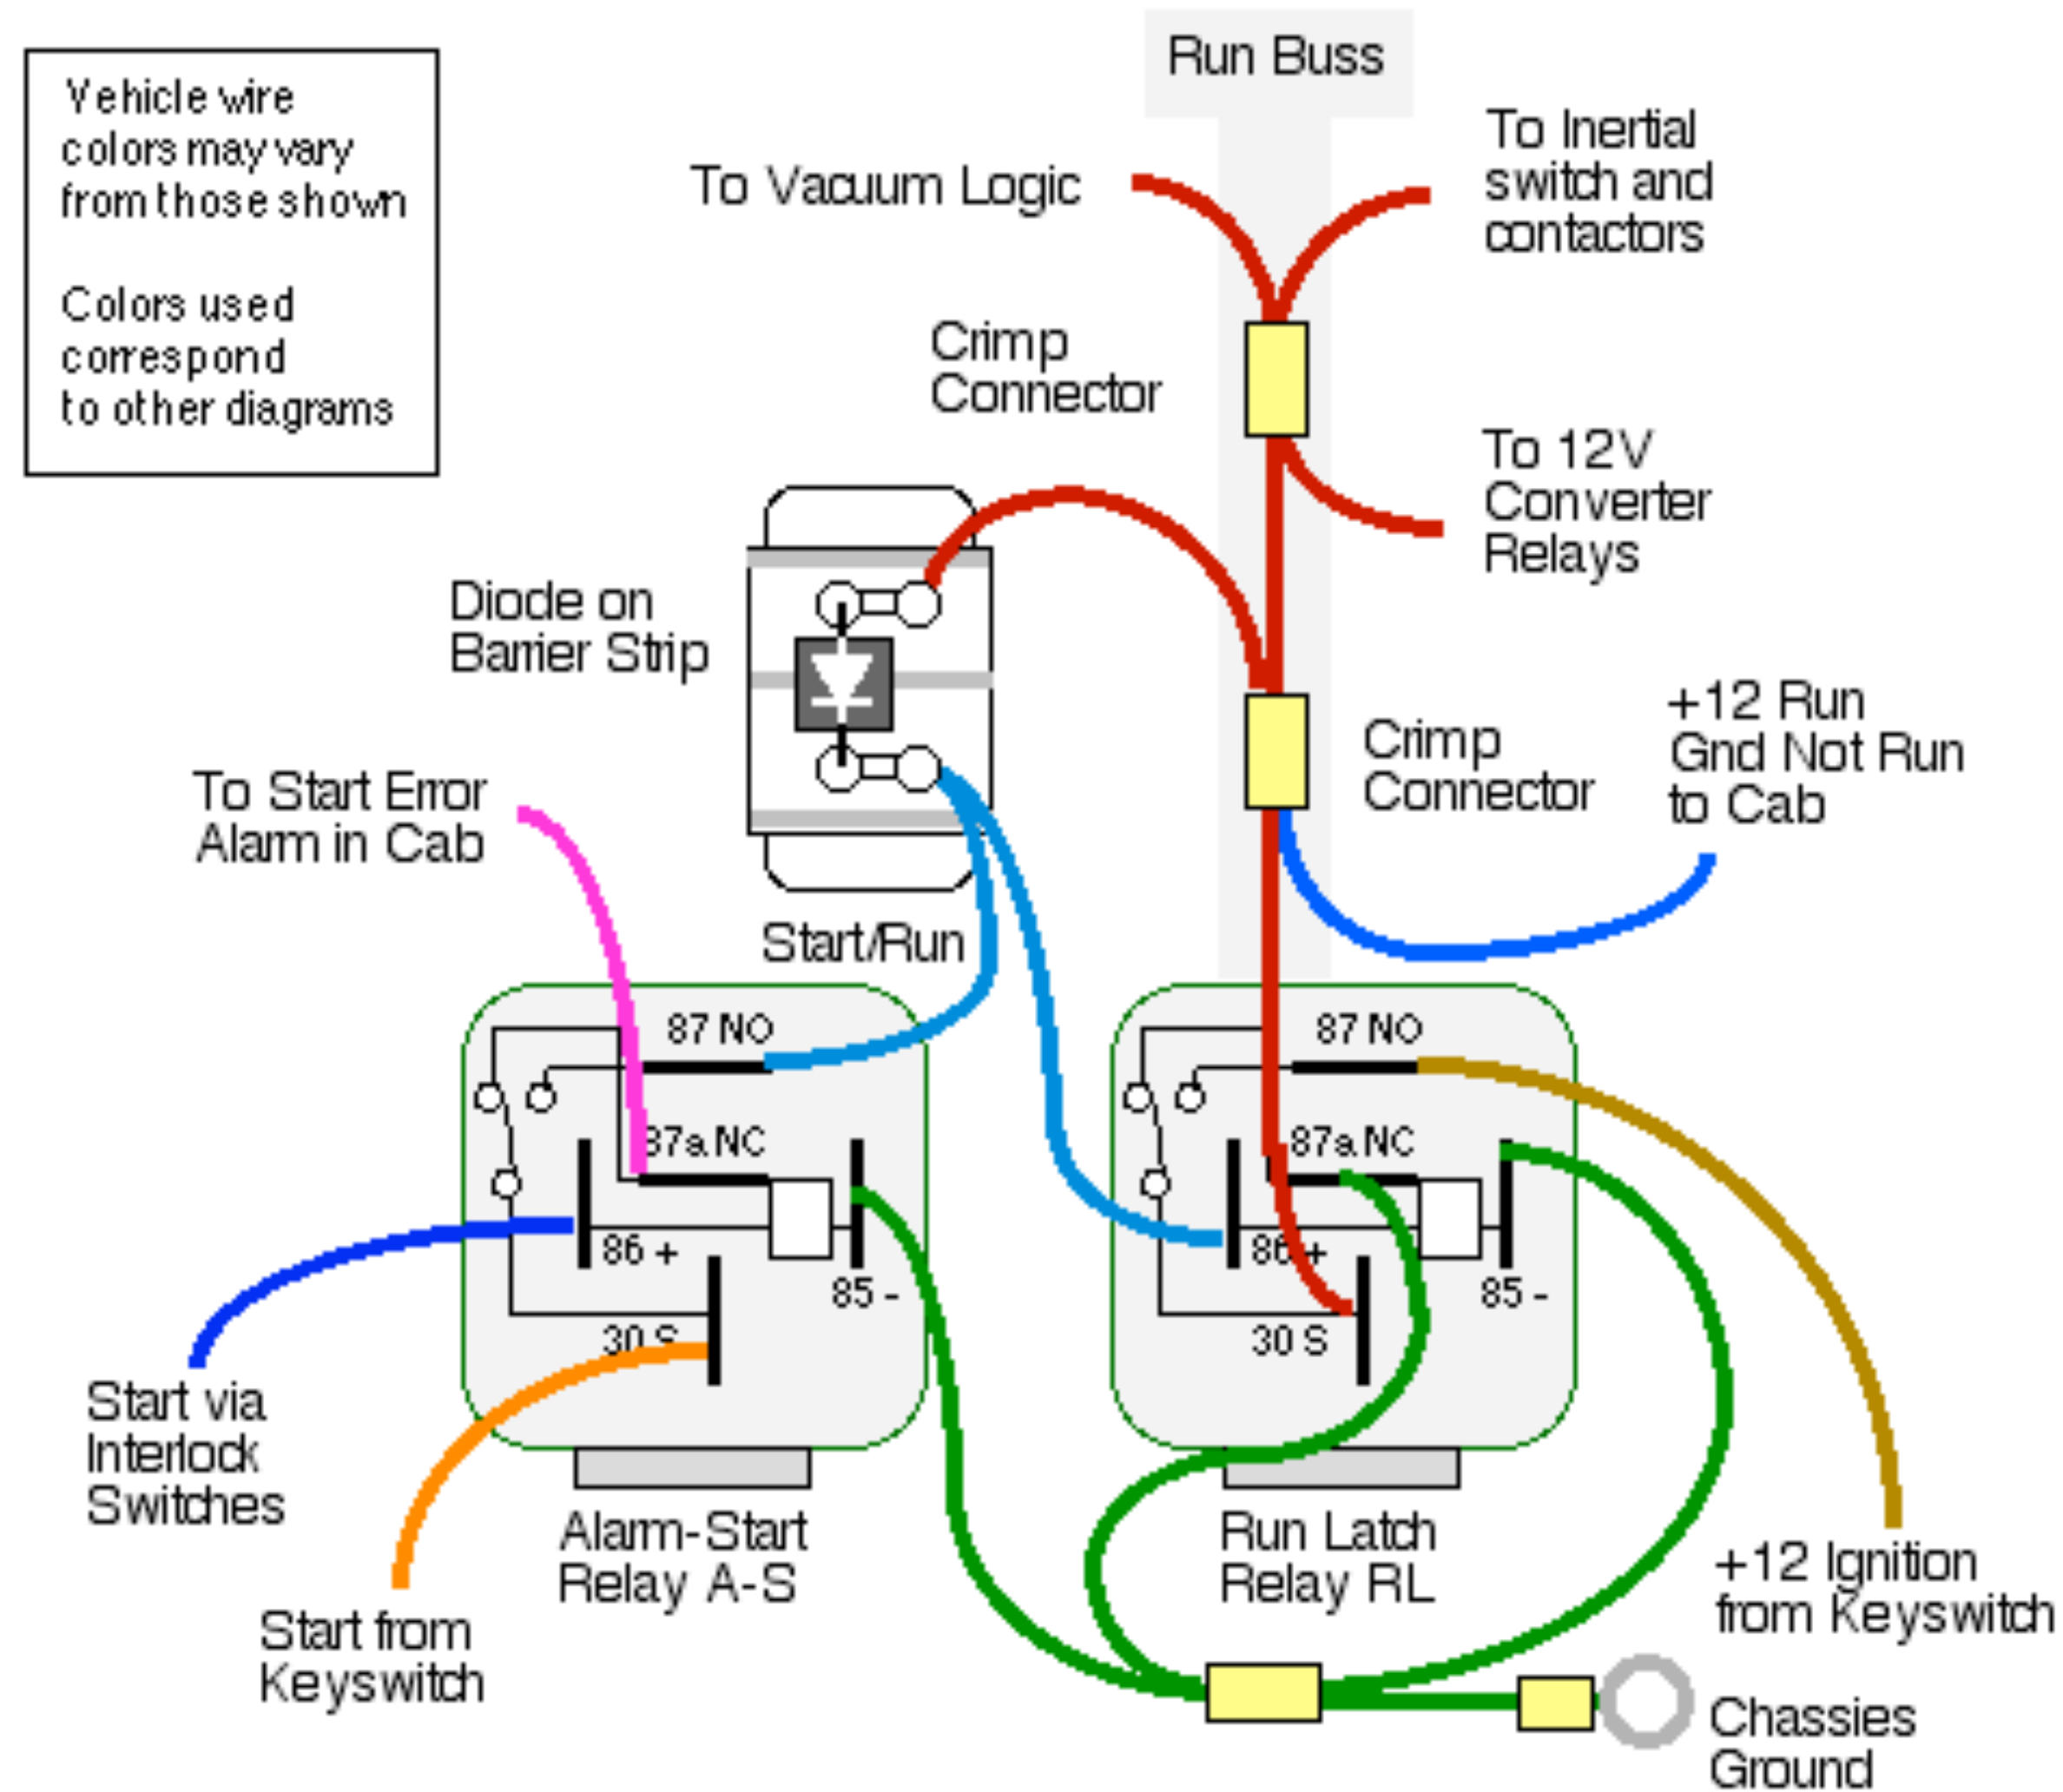 Vehicle wire
colors may vary
from those shown
Colors used
correspond
to other diagrams
Run Buss
To Vacuum Logic
To Inertial
switch and
contactors
Crimp
Connector
To 12V
Converter
Relays
Diode on
Barrier Strip
Crimp
Connector
+12 Run
Gnd Not Run
to Cab
To Start Error
Alarm in Cab
Start/Run
87 NO
87a NC
86 +
85 -
30 S
87 NO
87a NC
86 +
85 -
30 S
Start via
Interlock
Switches
Start from
Keyswitch
Alarm-Start
Relay A-S
Run Latch
Relay RL
+12 Ignition
from Keyswitch
Chassies
Ground